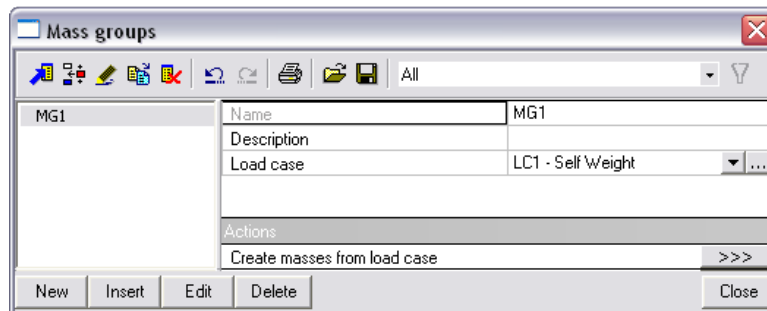 Mass groups
All
MG1
Name MG1
Description
Load case LC1 - Self Weight ...
Actions
Create masses from load case >>>
New Insert Edit Delete Close